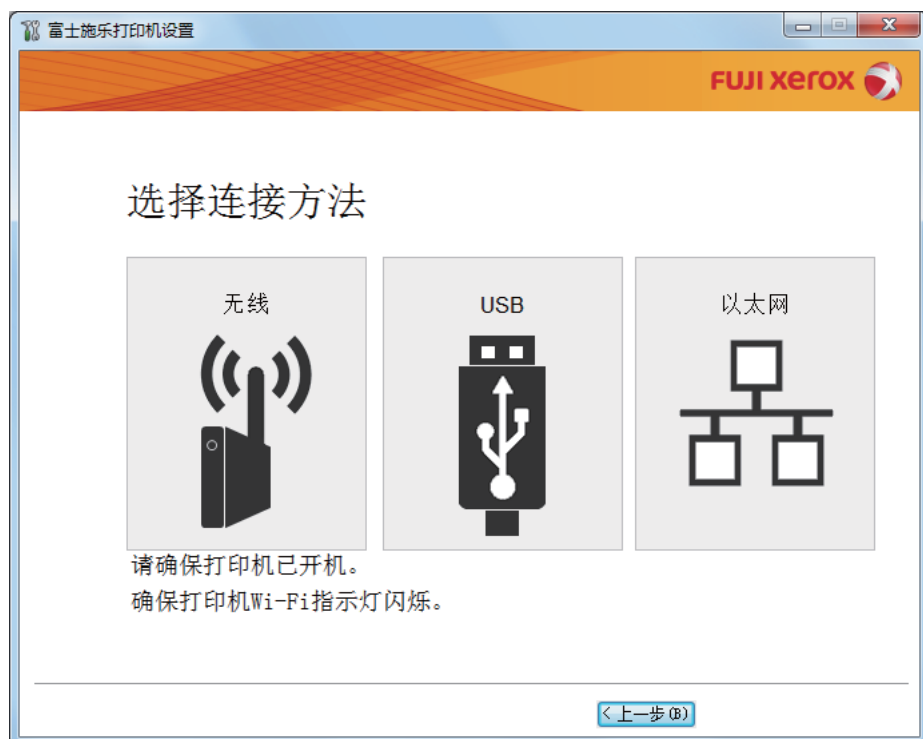 富士施乐打印机设置
FUJI xerox
选择连接方法
无线
USB
以太网
请确保打印机已开机。
确保打印机Wi-Fi指示灯闪烁。
<上一步(B)